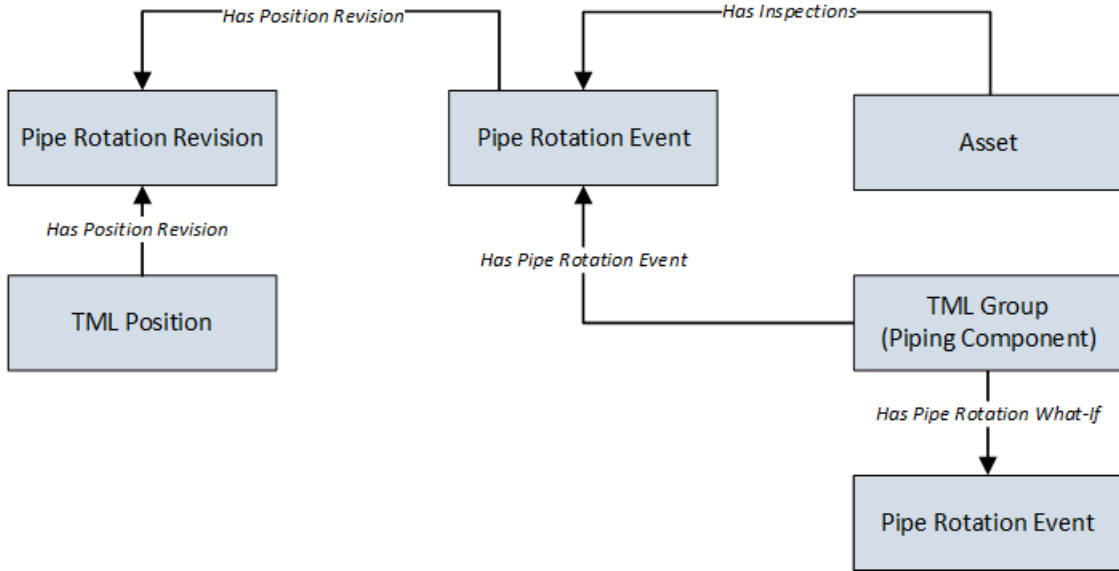 Has Position Revision
Has Inspections
Pipe Rotation Revision
Pipe Rotation Event
Asset
Has Position Revision
Has Pipe Rotation Event
TML Position
TML Group
(Piping Component)
Has Pipe Rotation What-If
Pipe Rotation Event